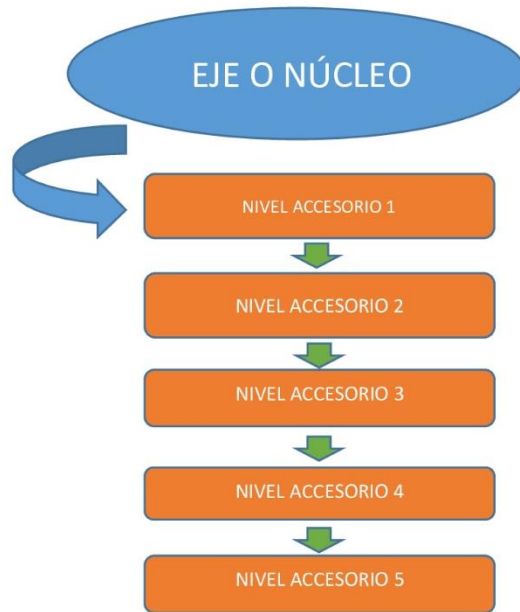 EJE O NÚCLEO
NIVEL ACCESORIO 1
NIVEL ACCESORIO 2
NIVEL ACCESORIO 3
NIVEL ACCESORIO 4
NIVEL ACCESORIO 5